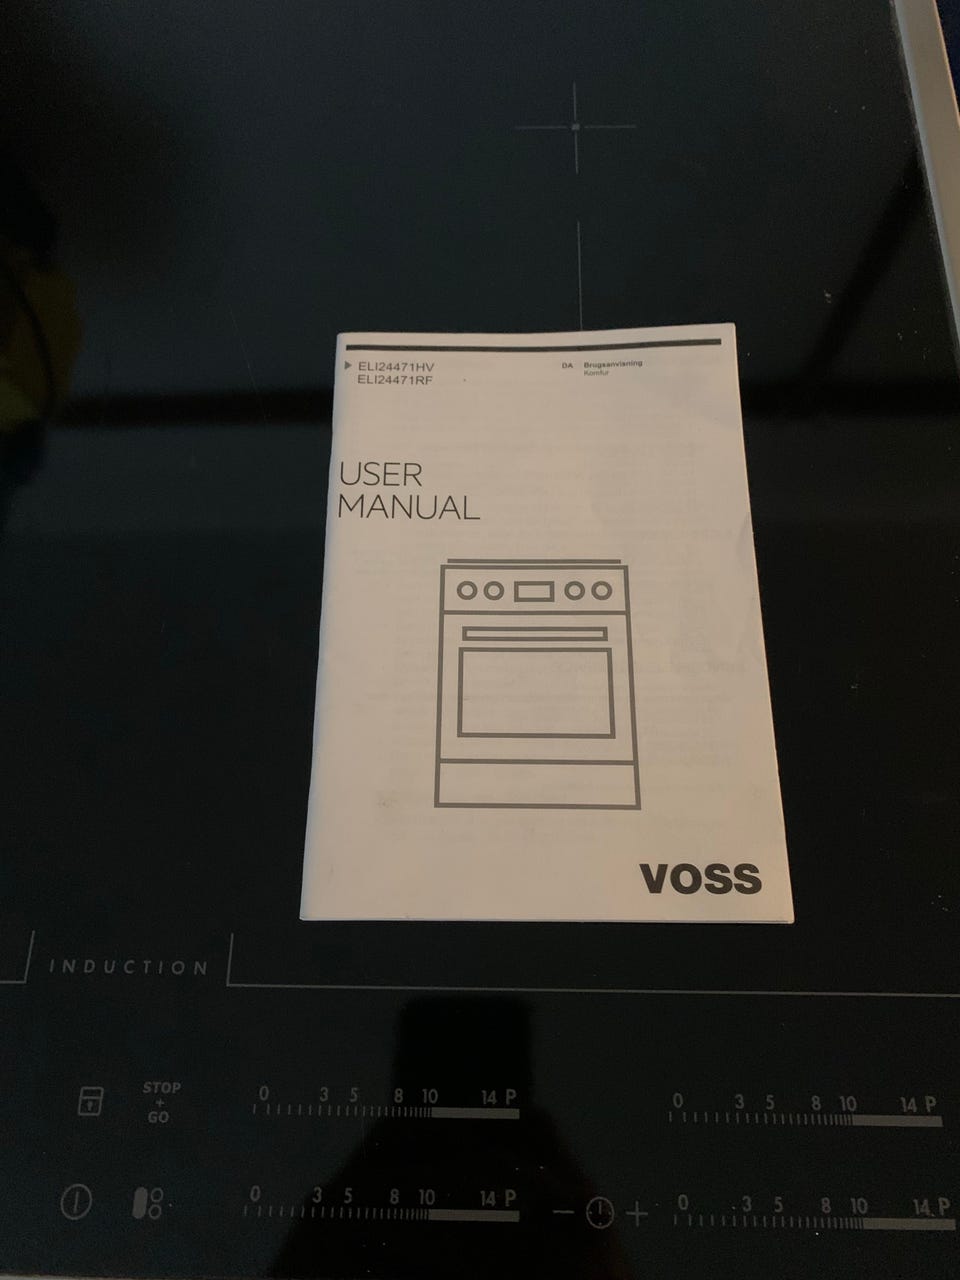 ELI24471HV
ELI24471RF
DA Brugsanvisning
Komfur
USER
MANUAL
VOSS
INDUCTION
STOP
+
GO
0 3 5 8 10 14 P
0 3 5 8 10 14 P
0 3 5 8 10 14 P
− +
0 3 5 8 10 14 P